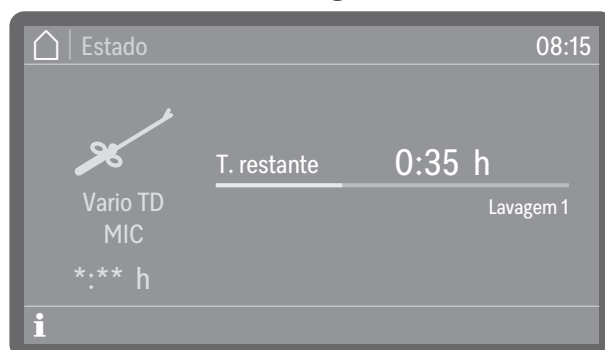 Estado 08:15
T. restante 0:35 h
Lavagem 1
Vario TD
MIC
*:** h
i